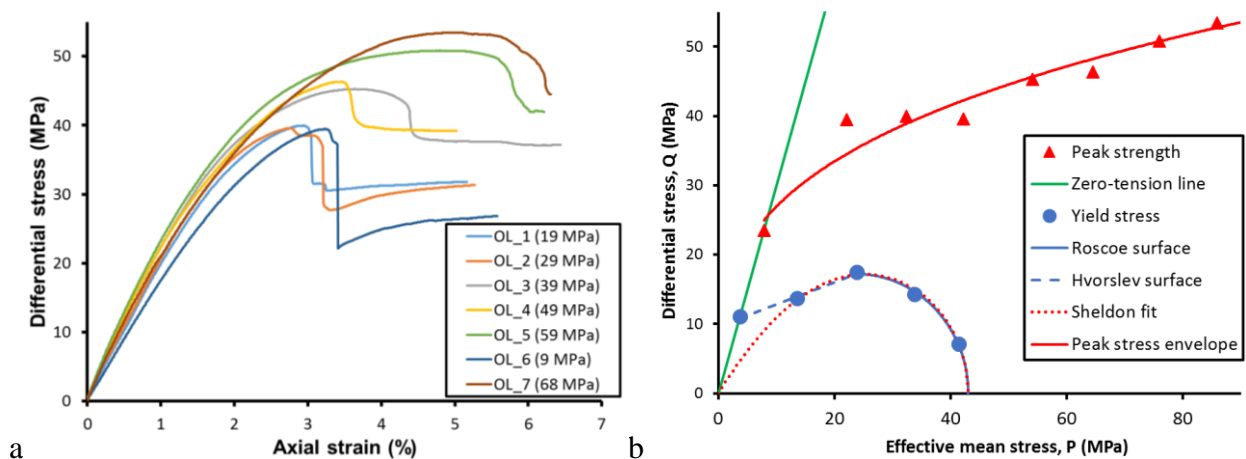 Differential stress (MPa)
50
40
30
20
10
0
0 1 2 3 4 5 6 7
Axial strain (%)
OL_1 (19 MPa)
OL_2 (29 MPa)
OL_3 (39 MPa)
OL_4 (49 MPa)
OL_5 (59 MPa)
OL_6 (9 MPa)
OL_7 (68 MPa)
a
Differential stress, Q (MPa)
50
40
30
20
10
0
0 20 40 60 80
Effective mean stress, P (MPa)
Peak strength
Zero-tension line
Yield stress
Roscoe surface
Hvorslev surface
Sheldon fit
Peak stress envelope
b